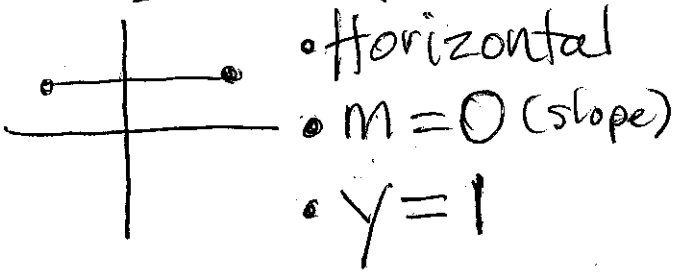 • Horizontal
• m = 0 (slope)
• y = 1